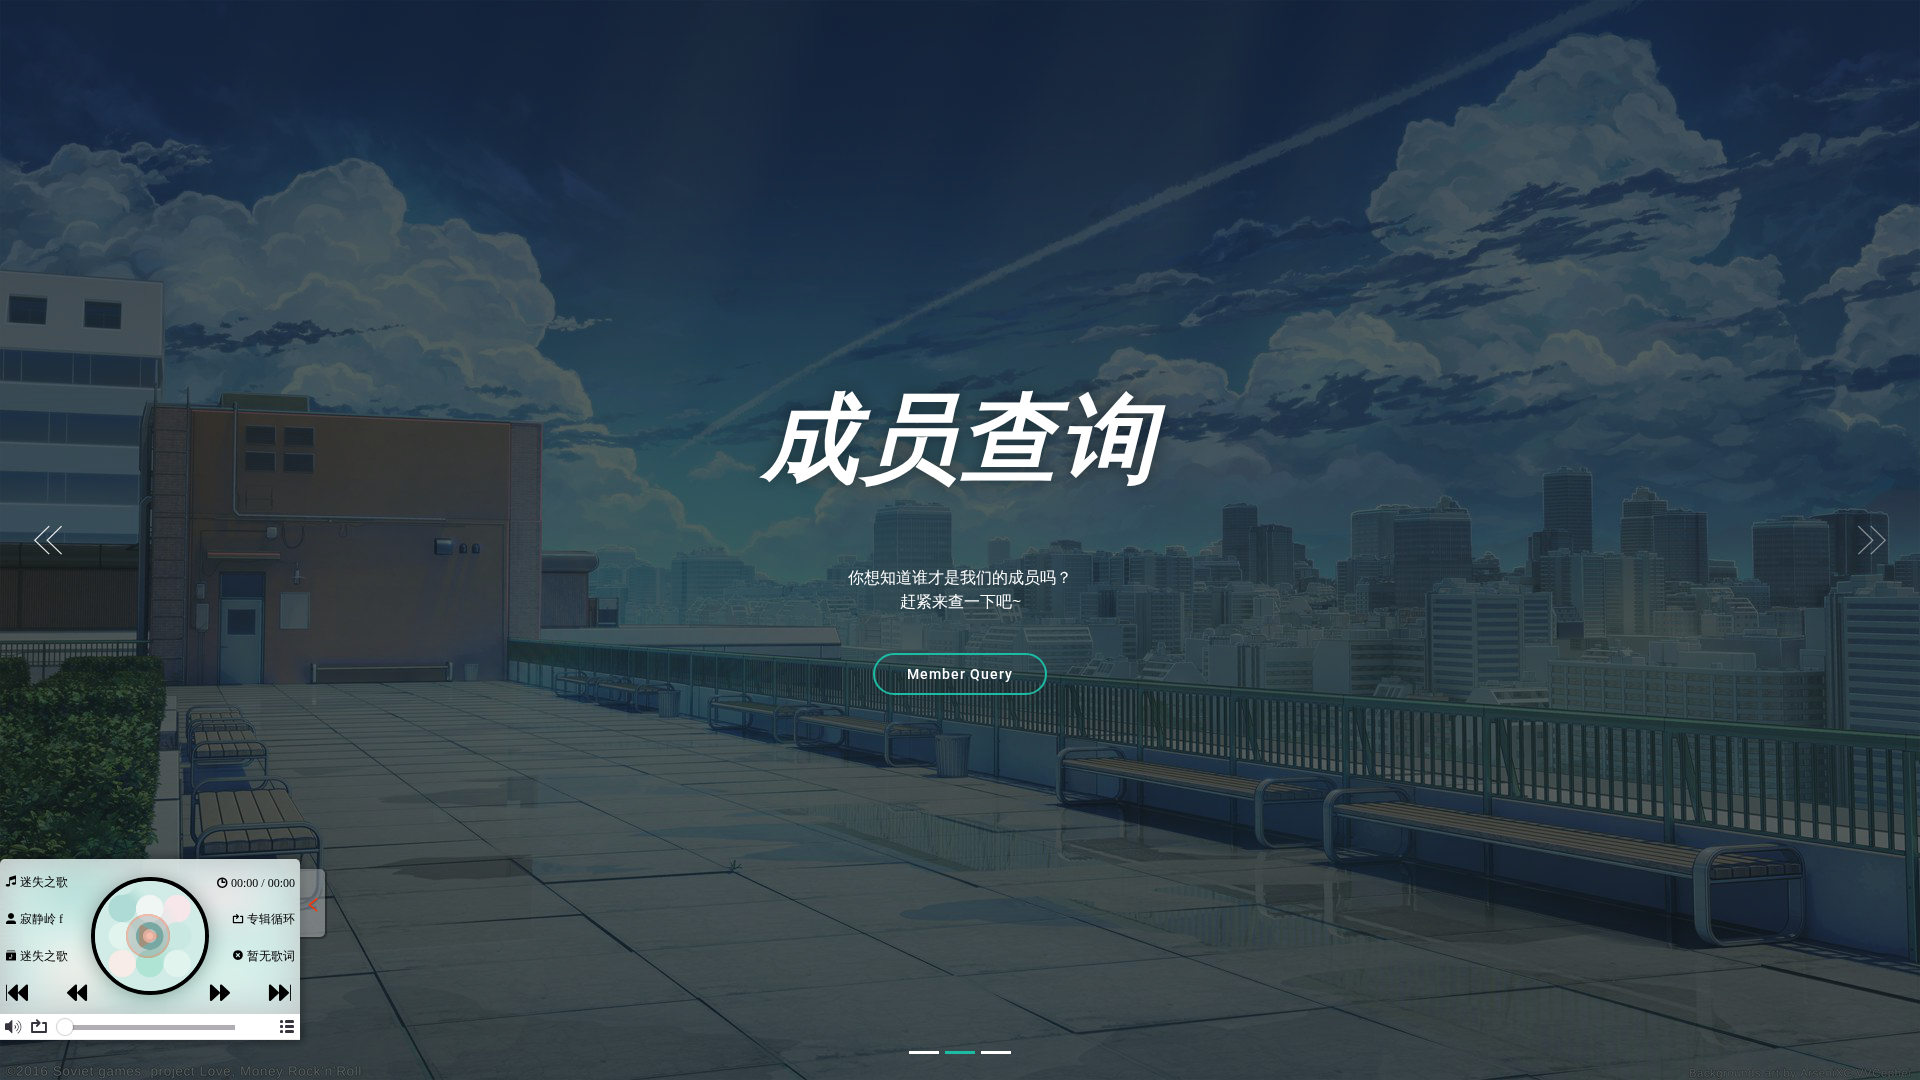 成员查询
你想知道谁才是我们的成员吗？
赶紧来查一下吧~
Member Query
迷失之歌
00:00 / 00:00
寂静岭 f
专辑循环
迷失之歌
暂无歌词
2016 Soviet games project Love, Money Rock'n'Roll